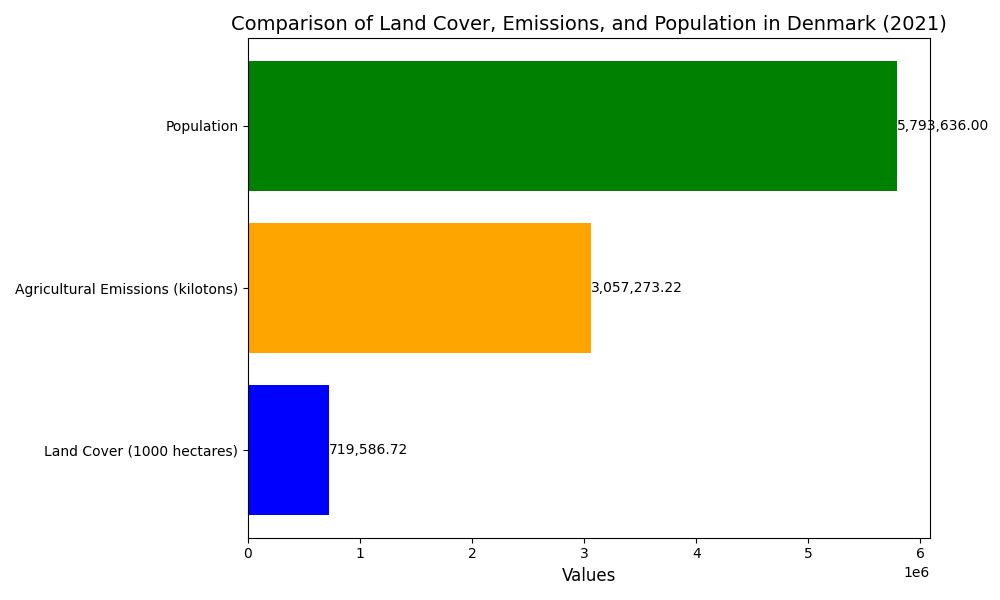 Comparison of Land Cover, Emissions, and Population in Denmark (2021)
Population
5,793,636.00
Agricultural Emissions (kilotons)
3,057,273.22
Land Cover (1000 hectares)
719,586.72
0 1 2 3 4 5 6
1e6
Values